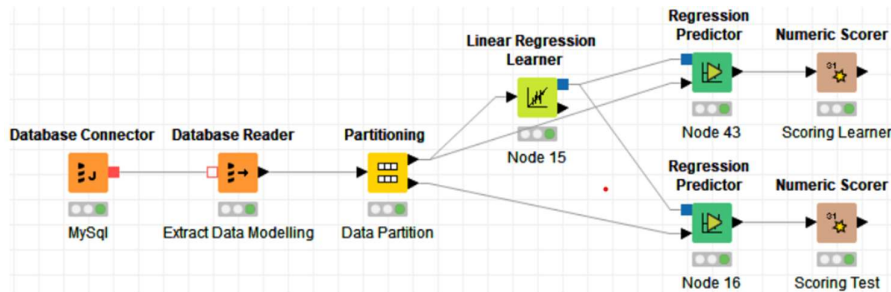 Regression
Predictor
Numeric Scorer
Linear Regression
Learner
Node 43
Scoring Learner
Database Connector
Database Reader
Partitioning
Node 15
MySql
Extract Data Modelling
Data Partition
Regression
Predictor
Numeric Scorer
Node 16
Scoring Test